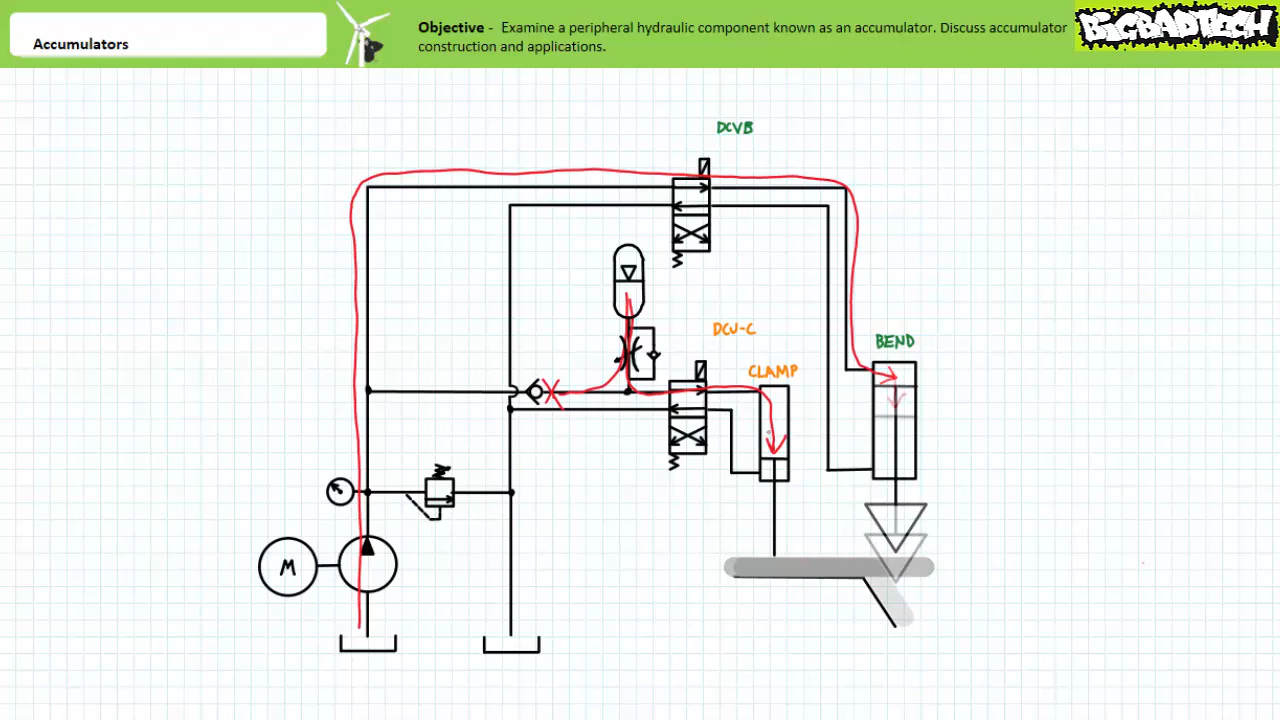 Accumulators
Objective - Examine a peripheral hydraulic component known as an accumulator. Discuss accumulator
construction and applications.
BIGBADTECH
DCVB
DCV-C
CLAMP
BEND
M